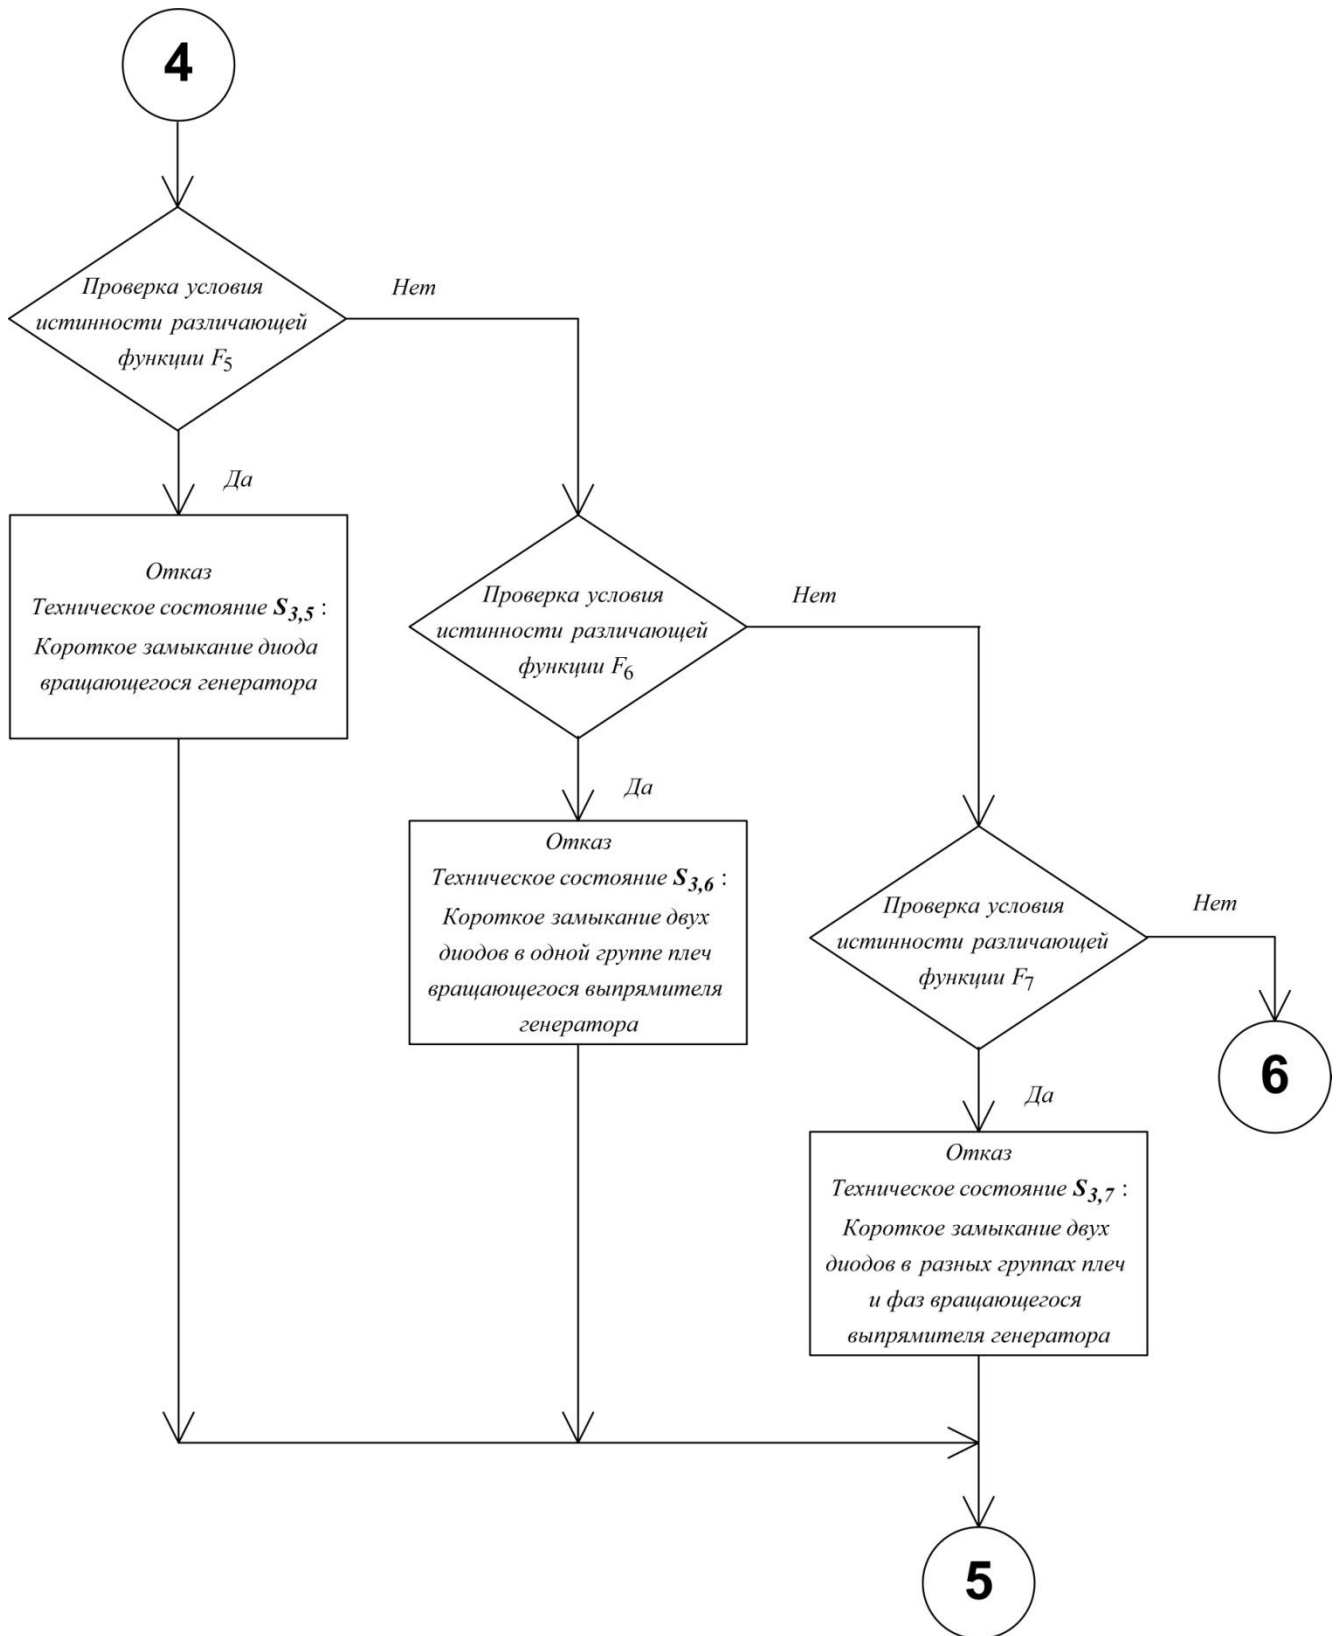 4
Проверка условия
истинности различающей
функции F5
Нет
Да
Отказ
Техническое состояние S3,5 :
Короткое замыкание диода
вращающегося генератора
Проверка условия
истинности различающей
функции F6
Нет
Да
Отказ
Техническое состояние S3,6 :
Короткое замыкание двух
диодов в одной группе плеч
вращающегося выпрямителя
генератора
Проверка условия
истинности различающей
функции F7
Нет
6
Да
Отказ
Техническое состояние S3,7 :
Короткое замыкание двух
диодов в разных группах плеч
и фаз вращающегося
выпрямителя генератора
5